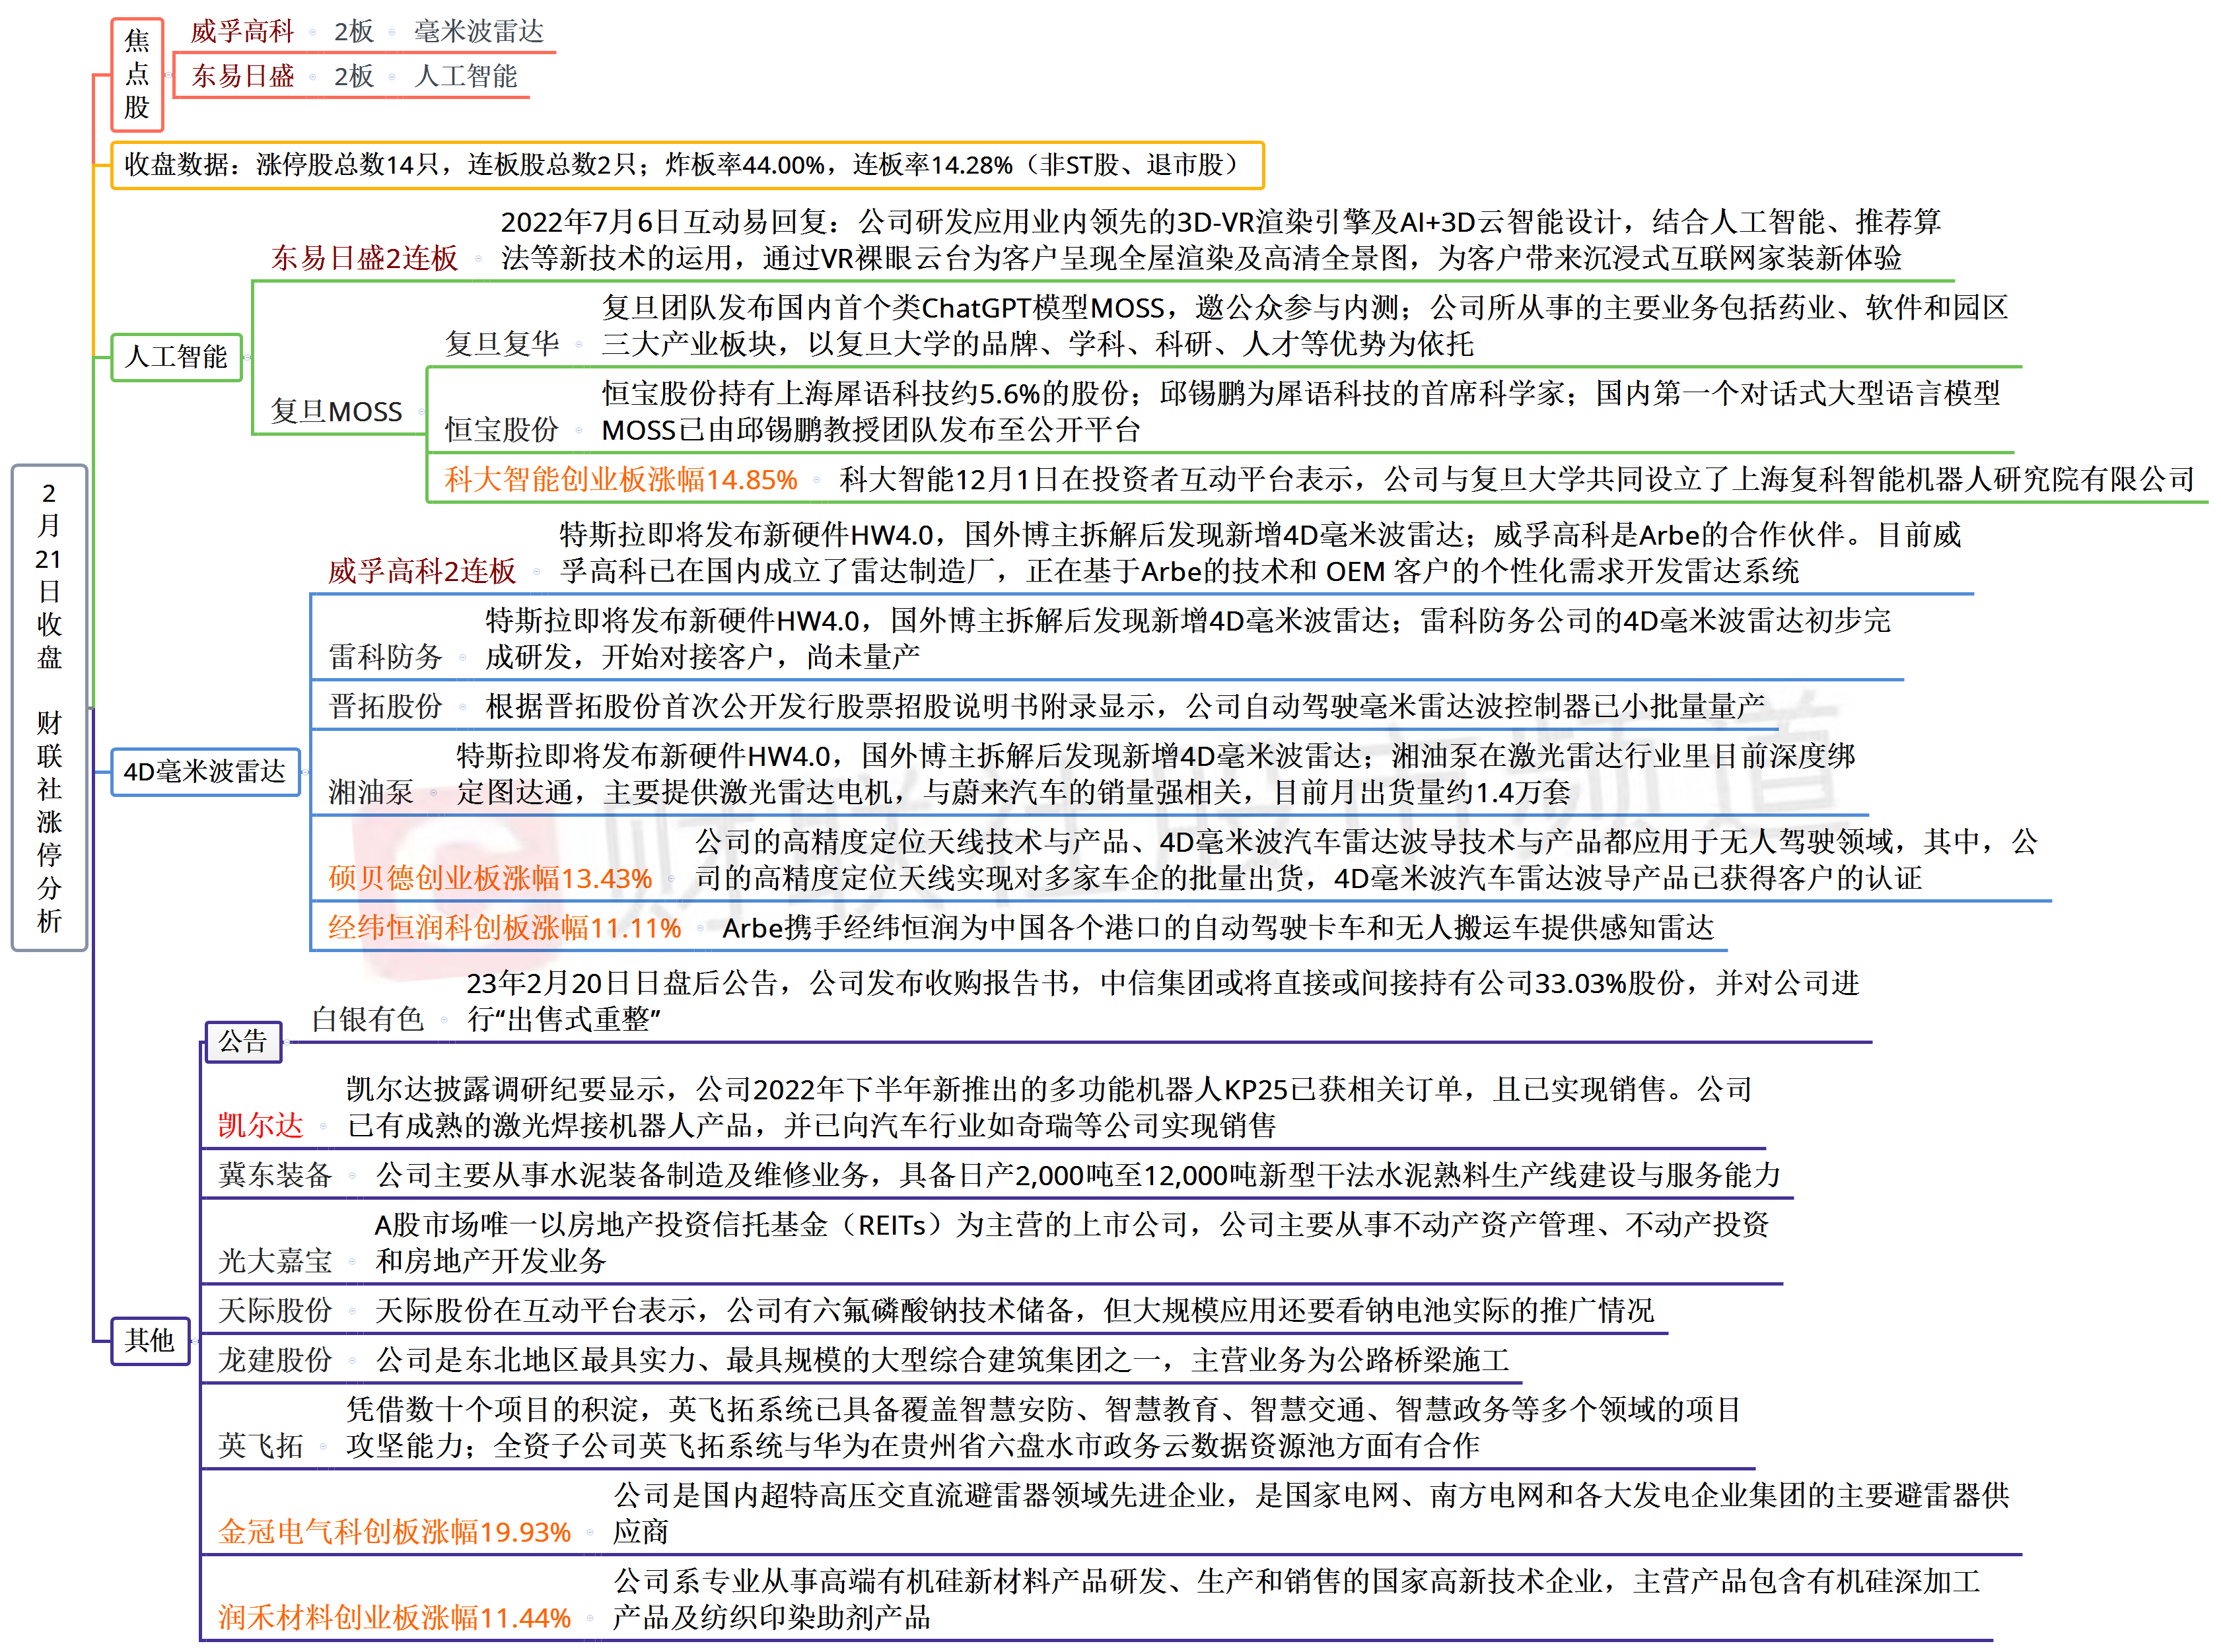 2月21日收盘 财联社涨停分析
焦点股
威孚高科 2板 毫米波雷达
东易日盛 2板 人工智能
收盘数据：涨停股总数14只，连板股总数2只；炸板率44.00%，连板率14.28%（非ST股、退市股）
人工智能
东易日盛2连板
2022年7月6日互动易回复：公司研发应用业内领先的3D-VR渲染引擎及AI+3D云智能设计，结合人工智能、推荐算
法等新技术的运用，通过VR裸眼云台为客户呈现全屋渲染及高清全景图，为客户带来沉浸式互联网家装新体验
复旦MOSS
复旦复华
复旦团队发布国内首个类ChatGPT模型MOSS，邀公众参与内测；公司所从事的主要业务包括药业、软件和园区
三大产业板块，以复旦大学的品牌、学科、科研、人才等优势为依托
恒宝股份
恒宝股份持有上海犀语科技约5.6%的股份；邱锡鹏为犀语科技的首席科学家；国内第一个对话式大型语言模型
MOSS已由邱锡鹏教授团队发布至公开平台
科大智能创业板涨幅14.85% 科大智能12月1日在投资者互动平台表示，公司与复旦大学共同设立了上海复科智能机器人研究院有限公司
4D毫米波雷达
威孚高科2连板
特斯拉即将发布新硬件HW4.0，国外博主拆解后发现新增4D毫米波雷达；威孚高科是Arbe的合作伙伴。目前威
孚高科已在国内成立了雷达制造厂，正在基于Arbe的技术和 OEM 客户的个性化需求开发雷达系统
雷科防务
特斯拉即将发布新硬件HW4.0，国外博主拆解后发现新增4D毫米波雷达；雷科防务公司的4D毫米波雷达初步完
成研发，开始对接客户，尚未量产
晋拓股份 根据晋拓股份首次公开发行股票招股说明书附录显示，公司自动驾驶毫米雷达波控制器已小批量量产
湘油泵
特斯拉即将发布新硬件HW4.0，国外博主拆解后发现新增4D毫米波雷达；湘油泵在激光雷达行业里目前深度绑
定图达通，主要提供激光雷达电机，与蔚来汽车的销量强相关，目前月出货量约1.4万套
硕贝德创业板涨幅13.43%
公司的高精度定位天线技术与产品、4D毫米波汽车雷达波导技术与产品都应用于无人驾驶领域，其中，公
司的高精度定位天线实现对多家车企的批量出货，4D毫米波汽车雷达波导产品已获得客户的认证
经纬恒润科创板涨幅11.11% Arbe携手经纬恒润为中国各个港口的自动驾驶卡车和无人搬运车提供感知雷达
财联社股市频道
其他
公告
白银有色
23年2月20日日盘后公告，公司发布收购报告书，中信集团或将直接或间接持有公司33.03%股份，并对公司进
行“出售式重整”
凯尔达
凯尔达披露调研纪要显示，公司2022年下半年新推出的多功能机器人KP25已获相关订单，且已实现销售。公司
已有成熟的激光焊接机器人产品，并已向汽车行业如奇瑞等公司实现销售
冀东装备 公司主要从事水泥装备制造及维修业务，具备日产2,000吨至12,000吨新型干法水泥熟料生产线建设与服务能力
光大嘉宝
A股市场唯一以房地产投资信托基金（REITs）为主营的上市公司，公司主要从事不动产资产管理、不动产投资
和房地产开发业务
天际股份 天际股份在互动平台表示，公司有六氟磷酸钠技术储备，但大规模应用还要看钠电池实际的推广情况
龙建股份 公司是东北地区最具实力、最具规模的大型综合建筑集团之一，主营业务为公路桥梁施工
英飞拓
凭借数十个项目的积淀，英飞拓系统已具备覆盖智慧安防、智慧教育、智慧交通、智慧政务等多个领域的项目
攻坚能力；全资子公司英飞拓系统与华为在贵州省六盘水市政务云数据资源池方面有合作
金冠电气科创板涨幅19.93%
公司是国内超特高压交直流避雷器领域先进企业，是国家电网、南方电网和各大发电企业集团的主要避雷器供
应商
润禾材料创业板涨幅11.44%
公司系专业从事高端有机硅新材料产品研发、生产和销售的国家高新技术企业，主营产品包含有机硅深加工
产品及纺织印染助剂产品